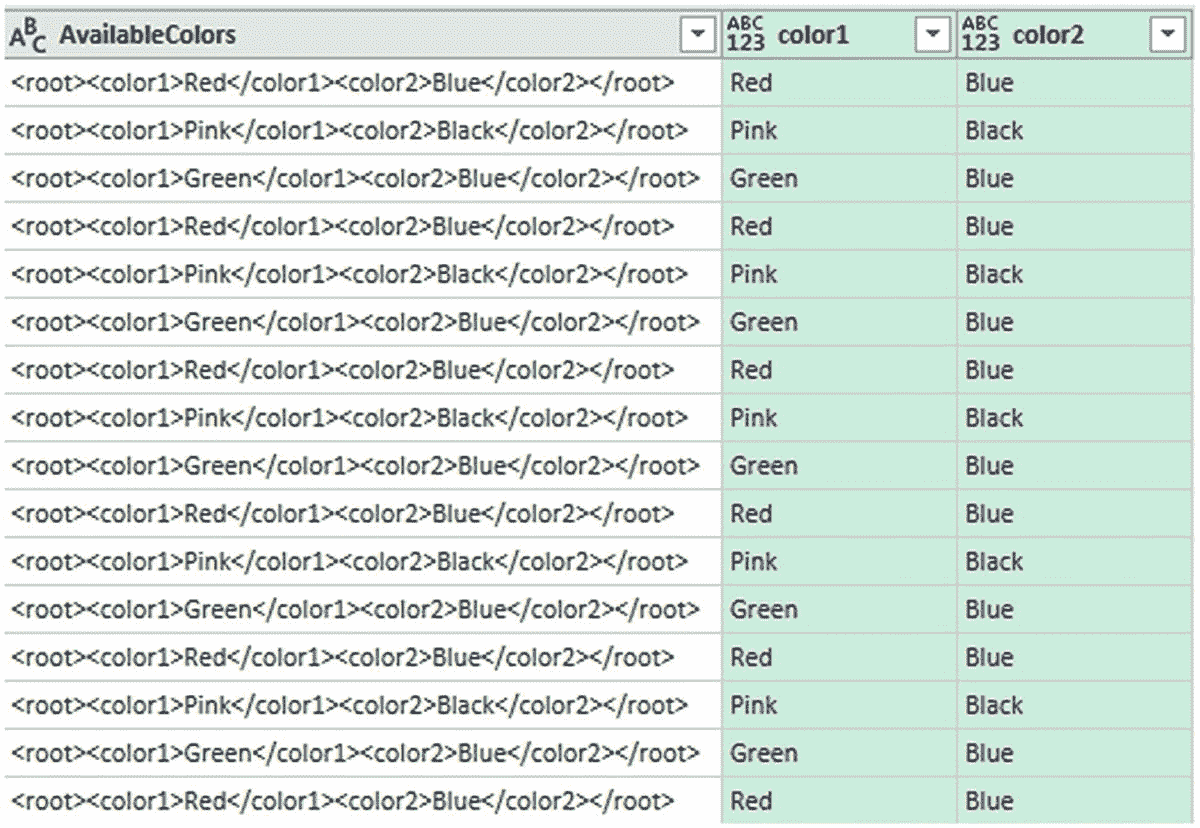 ABC AvailableColors ABC 123 color1 ABC 123 color2
<root><color1>Red</color1><color2>Blue</color2></root> Red Blue
<root><color1>Pink</color1><color2>Black</color2></root> Pink Black
<root><color1>Green</color1><color2>Blue</color2></root> Green Blue
<root><color1>Red</color1><color2>Blue</color2></root> Red Blue
<root><color1>Pink</color1><color2>Black</color2></root> Pink Black
<root><color1>Green</color1><color2>Blue</color2></root> Green Blue
<root><color1>Red</color1><color2>Blue</color2></root> Red Blue
<root><color1>Pink</color1><color2>Black</color2></root> Pink Black
<root><color1>Green</color1><color2>Blue</color2></root> Green Blue
<root><color1>Red</color1><color2>Blue</color2></root> Red Blue
<root><color1>Pink</color1><color2>Black</color2></root> Pink Black
<root><color1>Green</color1><color2>Blue</color2></root> Green Blue
<root><color1>Red</color1><color2>Blue</color2></root> Red Blue
<root><color1>Pink</color1><color2>Black</color2></root> Pink Black
<root><color1>Green</color1><color2>Blue</color2></root> Green Blue
<root><color1>Red</color1><color2>Blue</color2></root> Red Blue